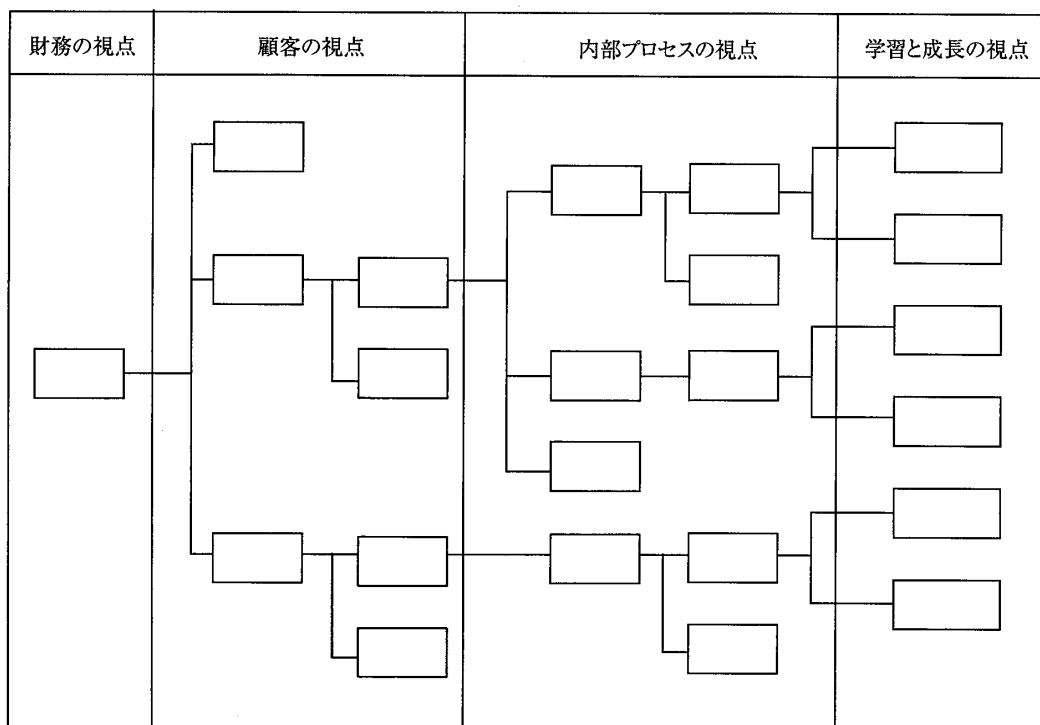 財務の視点
顧客の視点
内部プロセスの視点
学習と成長の視点